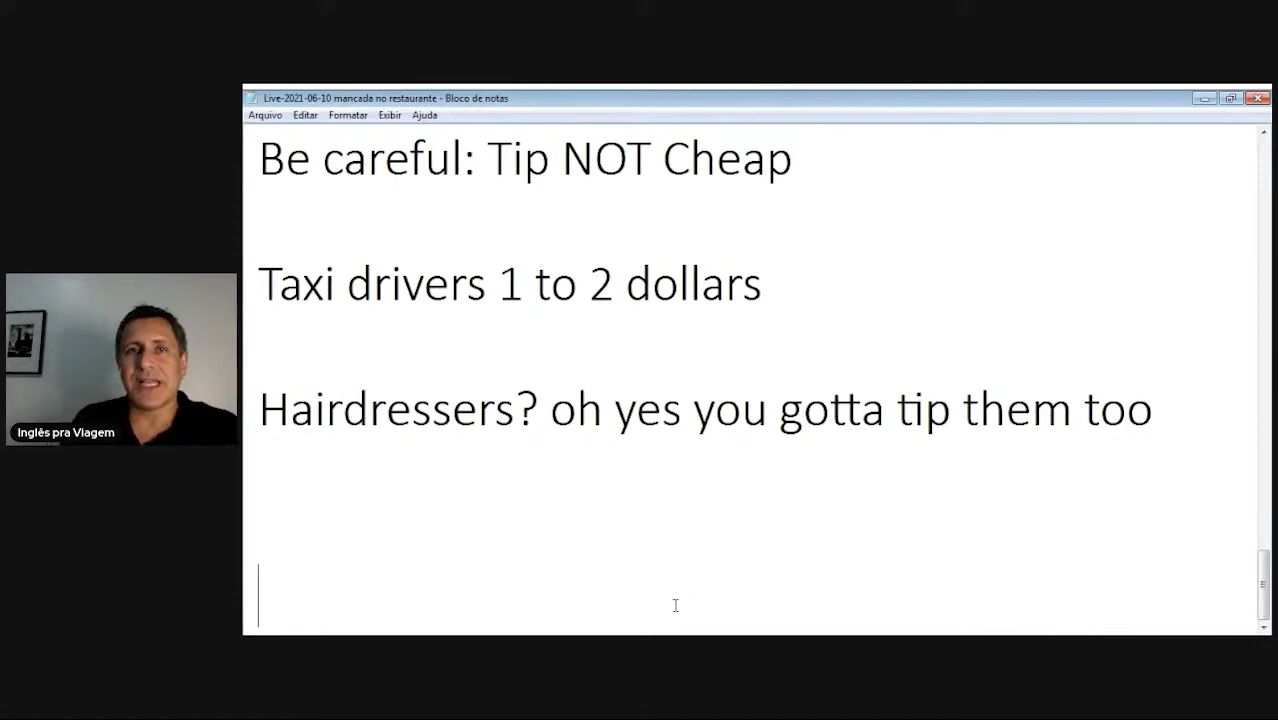 Live-2021-06-10 mancada no restaurante - Bloco de notas
Arquivo Editar Formatar Exibir Ajuda
Be careful: Tip NOT Cheap
Taxi drivers 1 to 2 dollars
Hairdressers? oh yes you gotta tip them too
Inglês pra Viagem